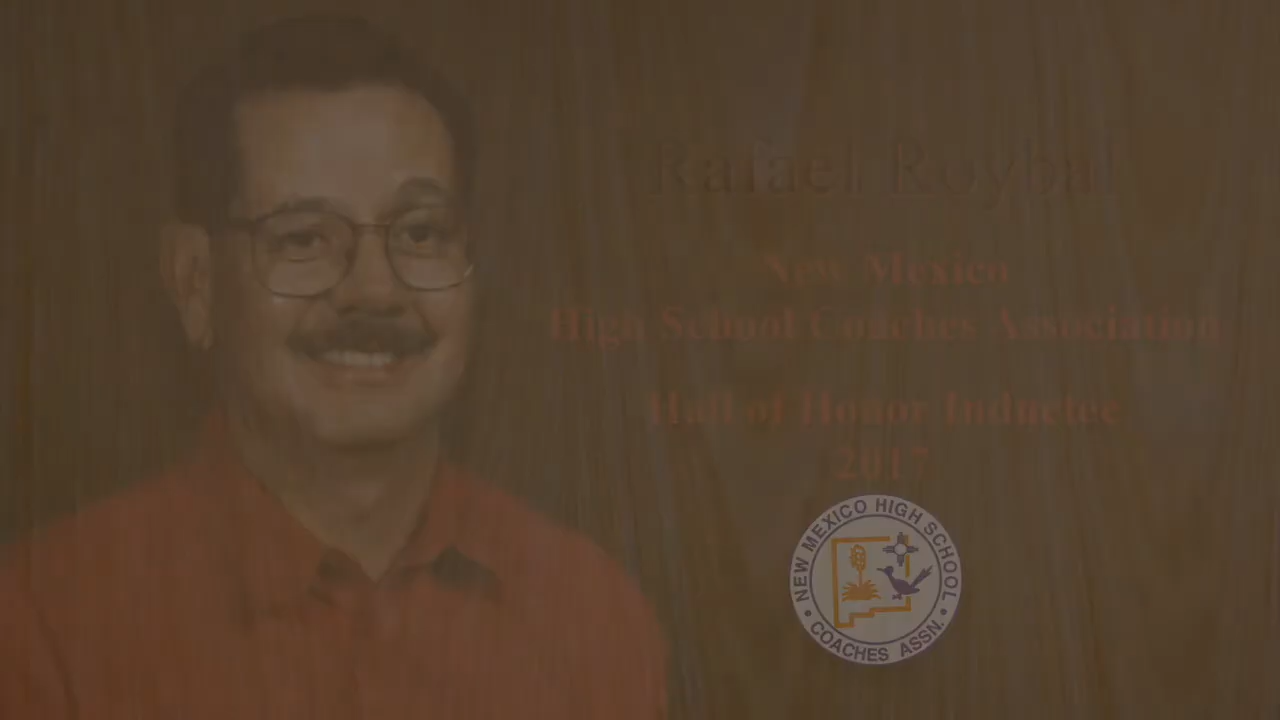 Rafael Roybal
New Mexico
High School Coaches Association
Hall of Honor Inductee
2017
NEW MEXICO HIGH SCHOOL
COACHES ASSN.